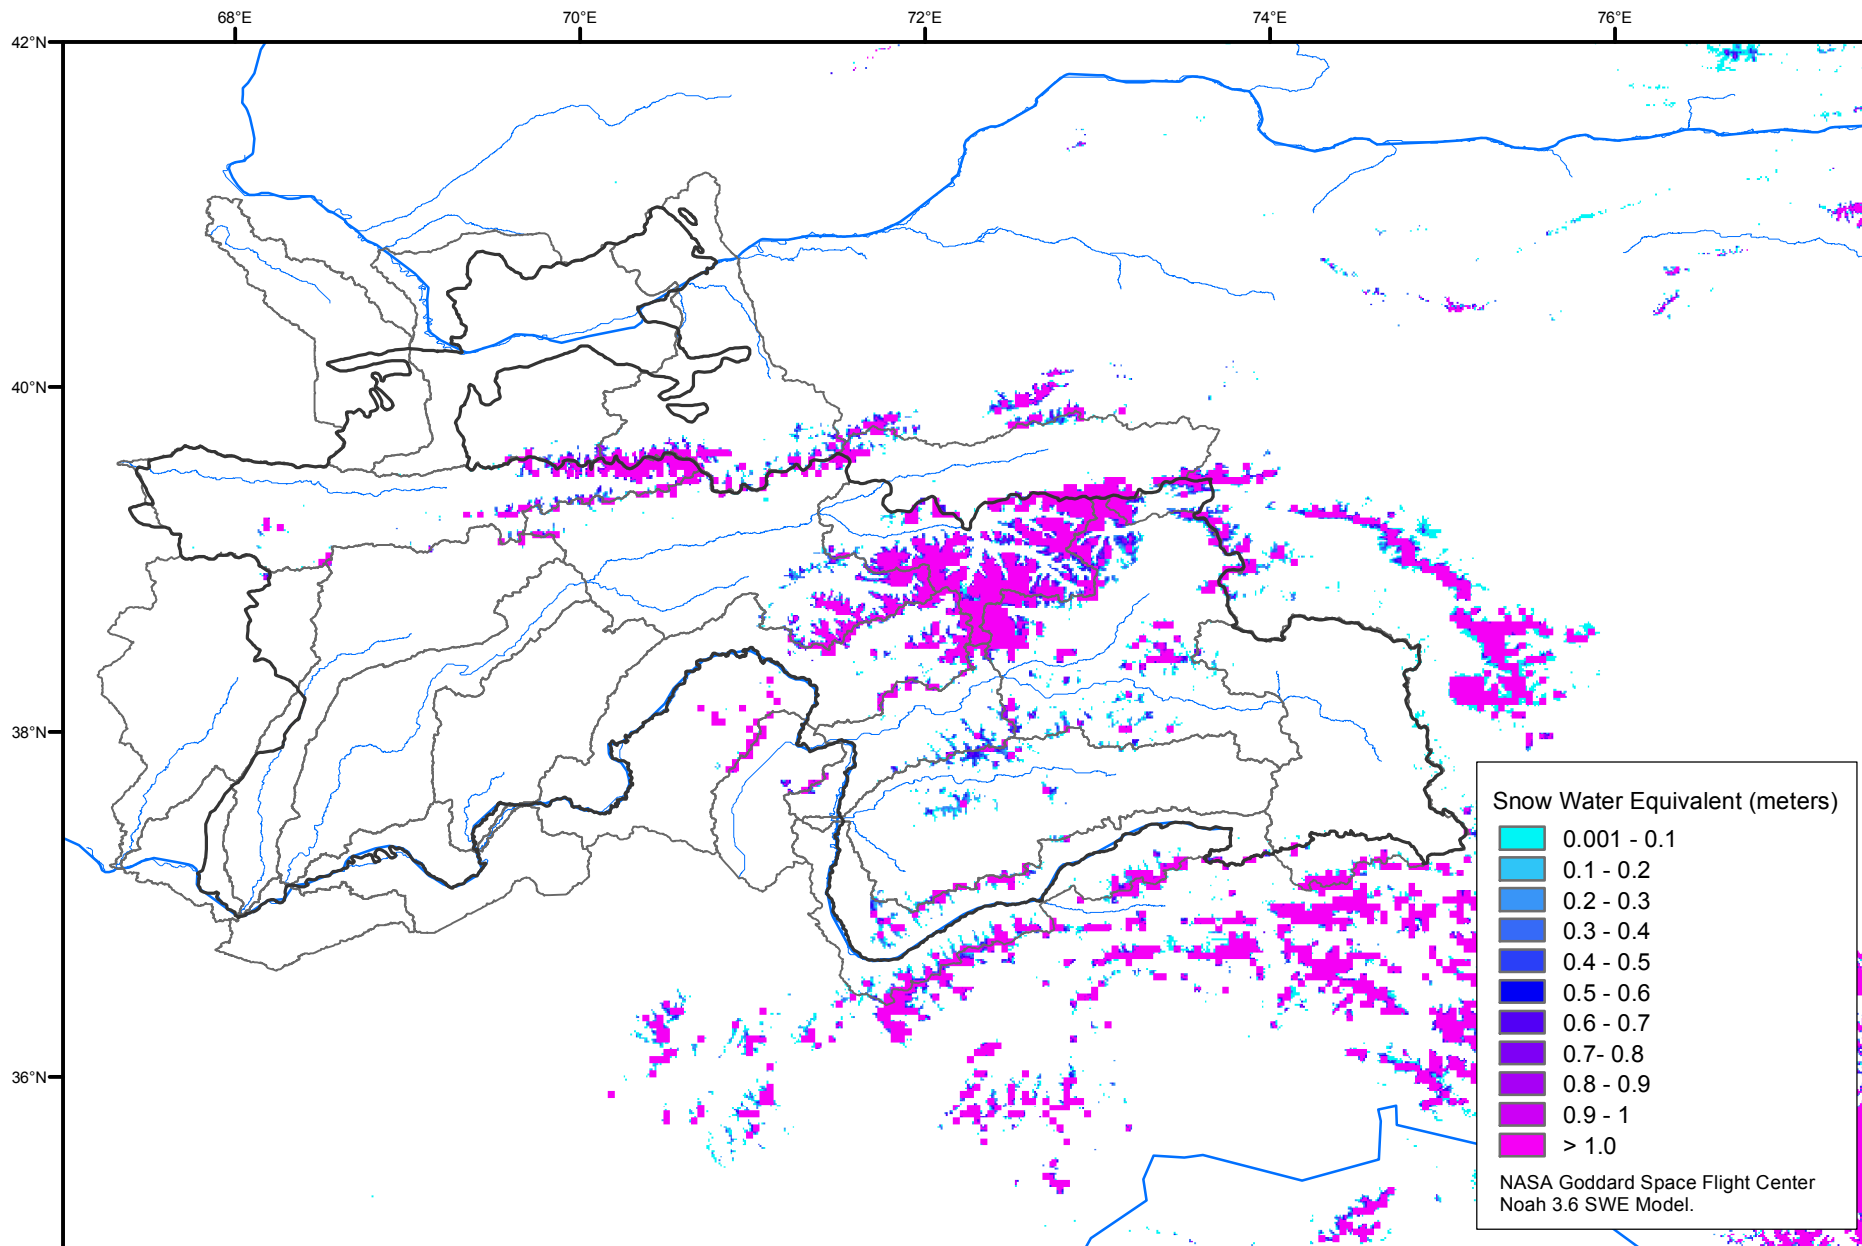 68°E 70°E 72°E 74°E 76°E
42°N
40°N
38°N
36°N
Snow Water Equivalent (meters)
0.001 - 0.1
0.1 - 0.2
0.2 - 0.3
0.3 - 0.4
0.4 - 0.5
0.5 - 0.6
0.6 - 0.7
0.7- 0.8
0.8 - 0.9
0.9 - 1
> 1.0
NASA Goddard Space Flight Center
Noah 3.6 SWE Model.